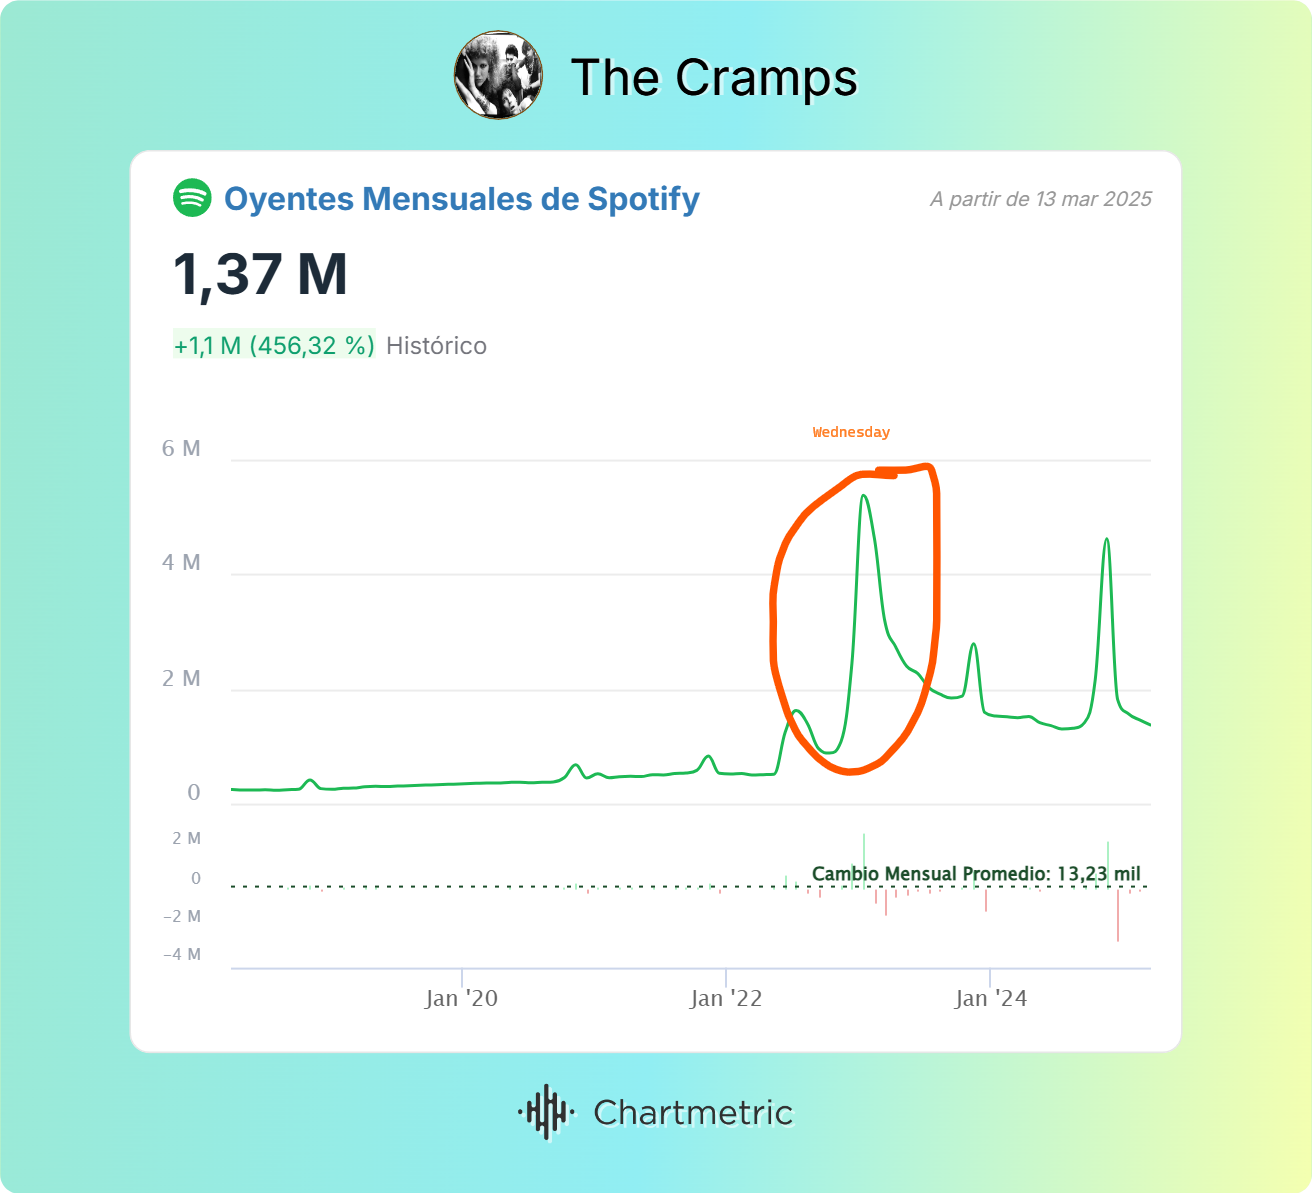 The Cramps
Oyentes Mensuales de Spotify
A partir de 13 mar 2025
1,37 M
+1,1 M (456,32 %) Histórico
Wednesday
6 M
4 M
2 M
0
2 M
0
Cambio Mensual Promedio: 13,23 mil
−2 M
−4 M
Jan '20
Jan '22
Jan '24
Chartmetric